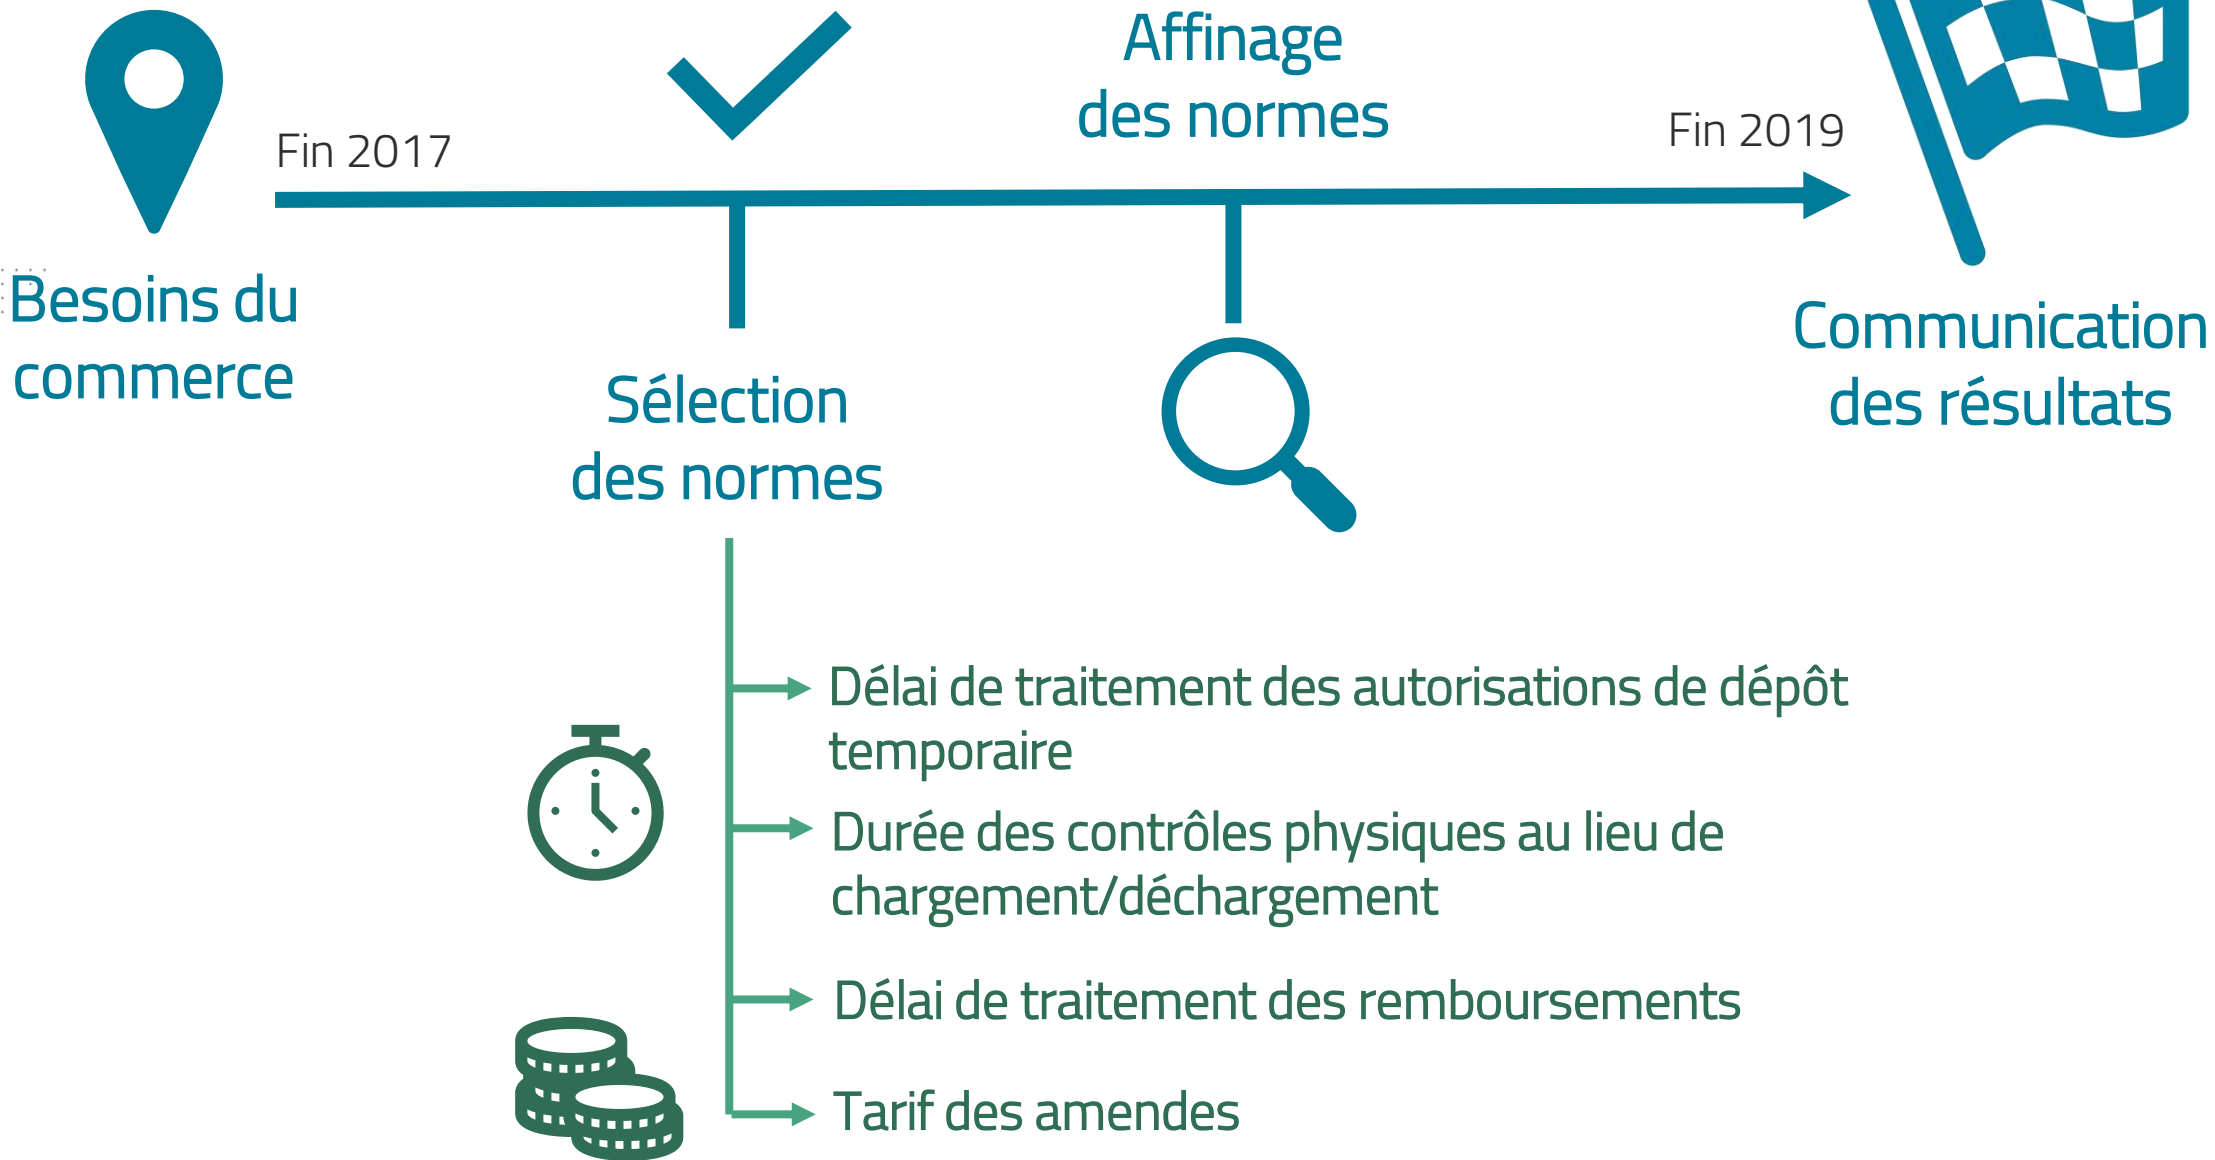 Affinage
des normes
Fin 2017
Fin 2019
Besoins du
commerce
Sélection
des normes
Communication
des résultats
Délai de traitement des autorisations de dépôt
temporaire
Durée des contrôles physiques au lieu de
chargement/déchargement
Délai de traitement des remboursements
Tarif des amendes